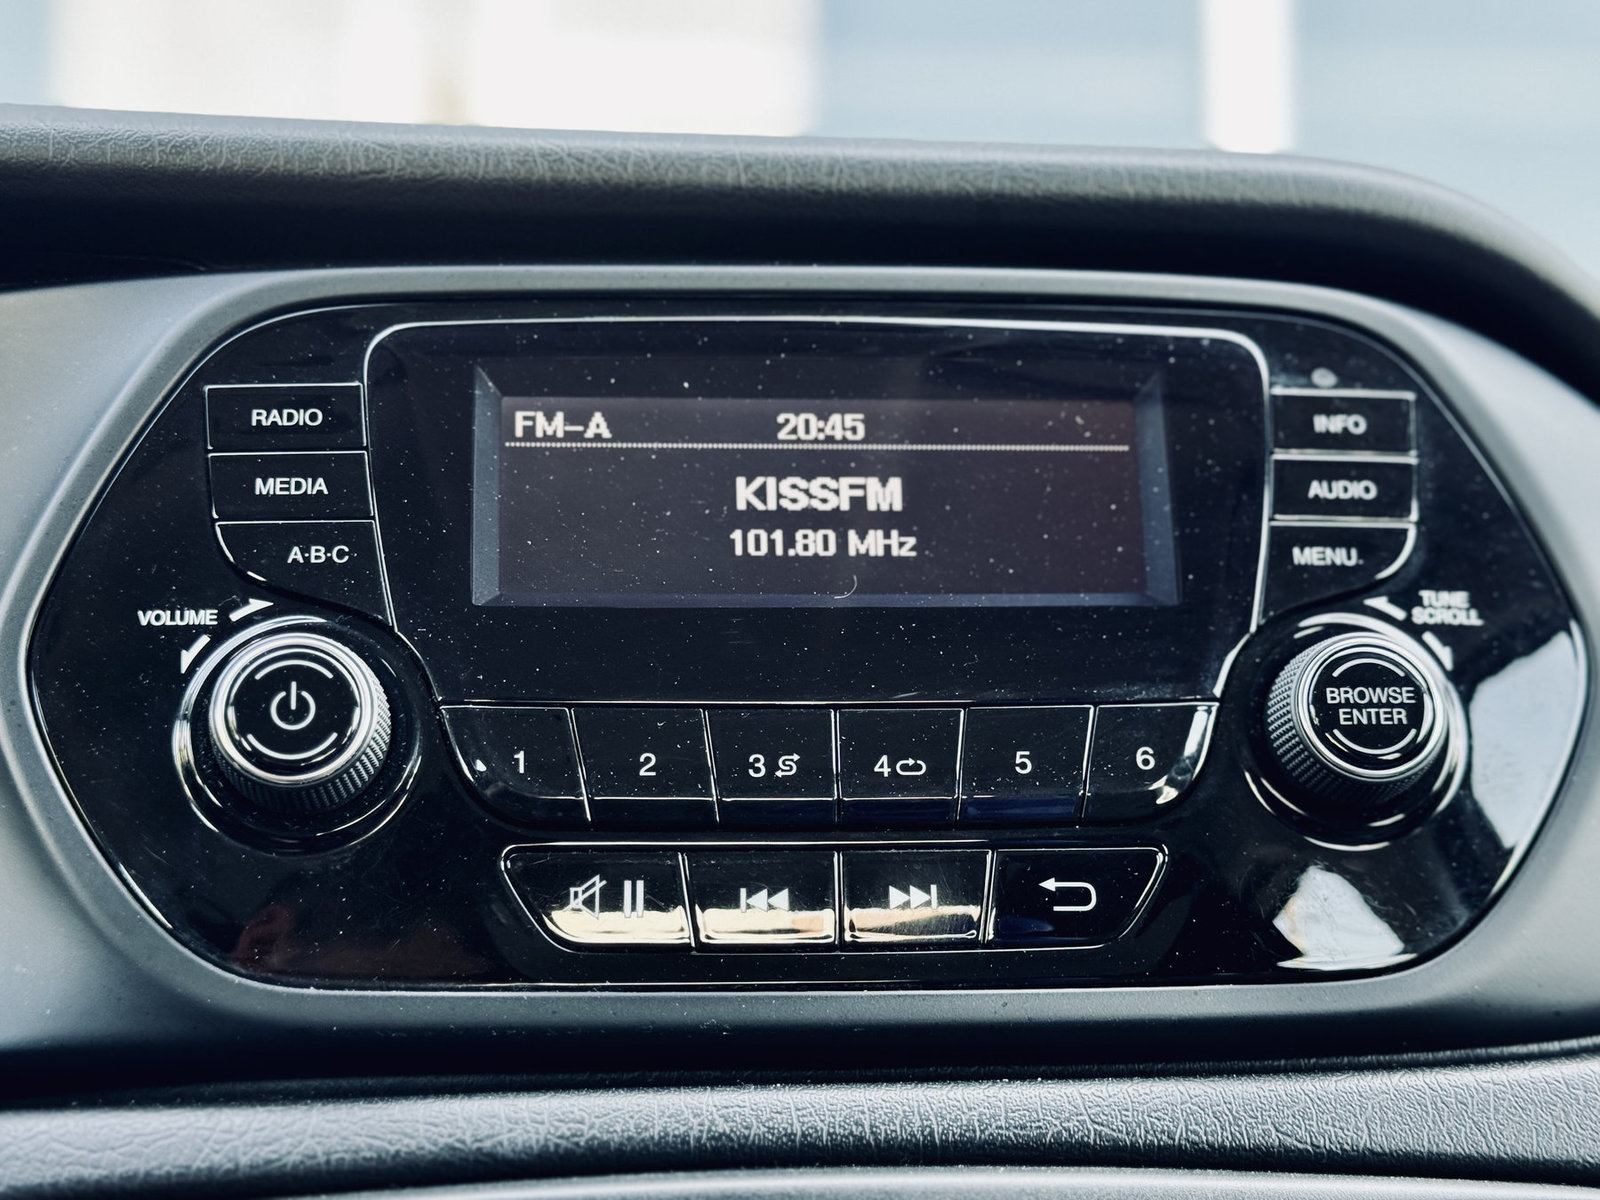 FM-A 20:45
KISSFM
101.80 MHz
RADIO
MEDIA
A·B·C
VOLUME
INFO
AUDIO
MENU
TUNE
SCROLL
BROWSE
ENTER
1 2 3 4 5 6